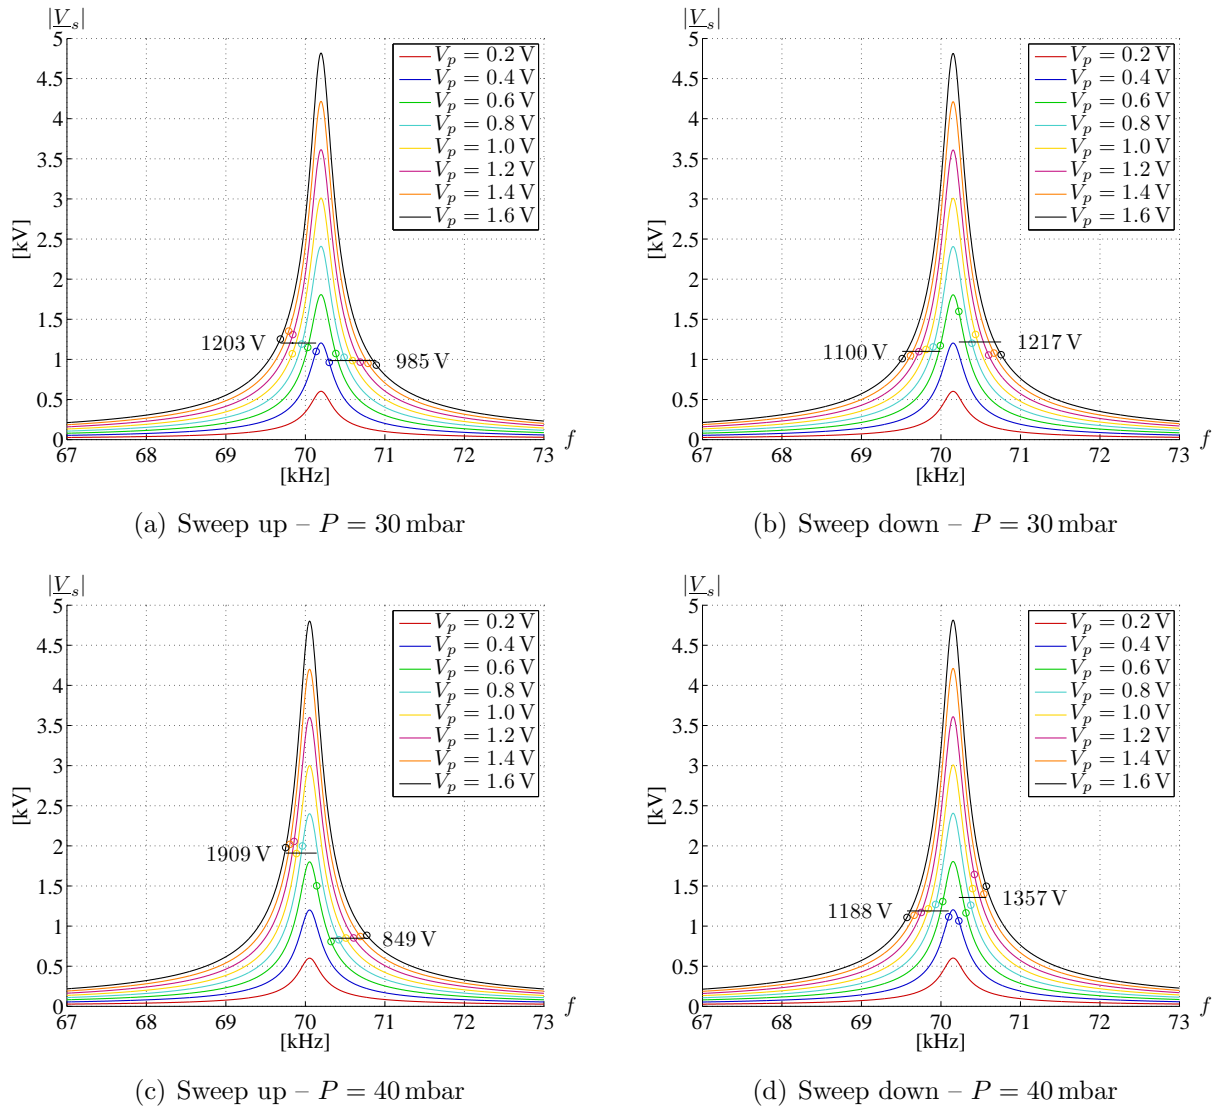 |V_s|
5
4.5
4
3.5
3
2.5
2
1.5
1
0.5
0
[kV]
V_p = 0.2 V
V_p = 0.4 V
V_p = 0.6 V
V_p = 0.8 V
V_p = 1.0 V
V_p = 1.2 V
V_p = 1.4 V
V_p = 1.6 V
1203 V
985 V
67 68 69 70 71 72 73 f
[kHz]
(a) Sweep up – P = 30 mbar
|V_s|
5
4.5
4
3.5
3
2.5
2
1.5
1
0.5
0
[kV]
V_p = 0.2 V
V_p = 0.4 V
V_p = 0.6 V
V_p = 0.8 V
V_p = 1.0 V
V_p = 1.2 V
V_p = 1.4 V
V_p = 1.6 V
1100 V
1217 V
67 68 69 70 71 72 73 f
[kHz]
(b) Sweep down – P = 30 mbar
|V_s|
5
4.5
4
3.5
3
2.5
2
1.5
1
0.5
0
[kV]
V_p = 0.2 V
V_p = 0.4 V
V_p = 0.6 V
V_p = 0.8 V
V_p = 1.0 V
V_p = 1.2 V
V_p = 1.4 V
V_p = 1.6 V
1909 V
849 V
67 68 69 70 71 72 73 f
[kHz]
(c) Sweep up – P = 40 mbar
|V_s|
5
4.5
4
3.5
3
2.5
2
1.5
1
0.5
0
[kV]
V_p = 0.2 V
V_p = 0.4 V
V_p = 0.6 V
V_p = 0.8 V
V_p = 1.0 V
V_p = 1.2 V
V_p = 1.4 V
V_p = 1.6 V
1188 V
1357 V
67 68 69 70 71 72 73 f
[kHz]
(d) Sweep down – P = 40 mbar